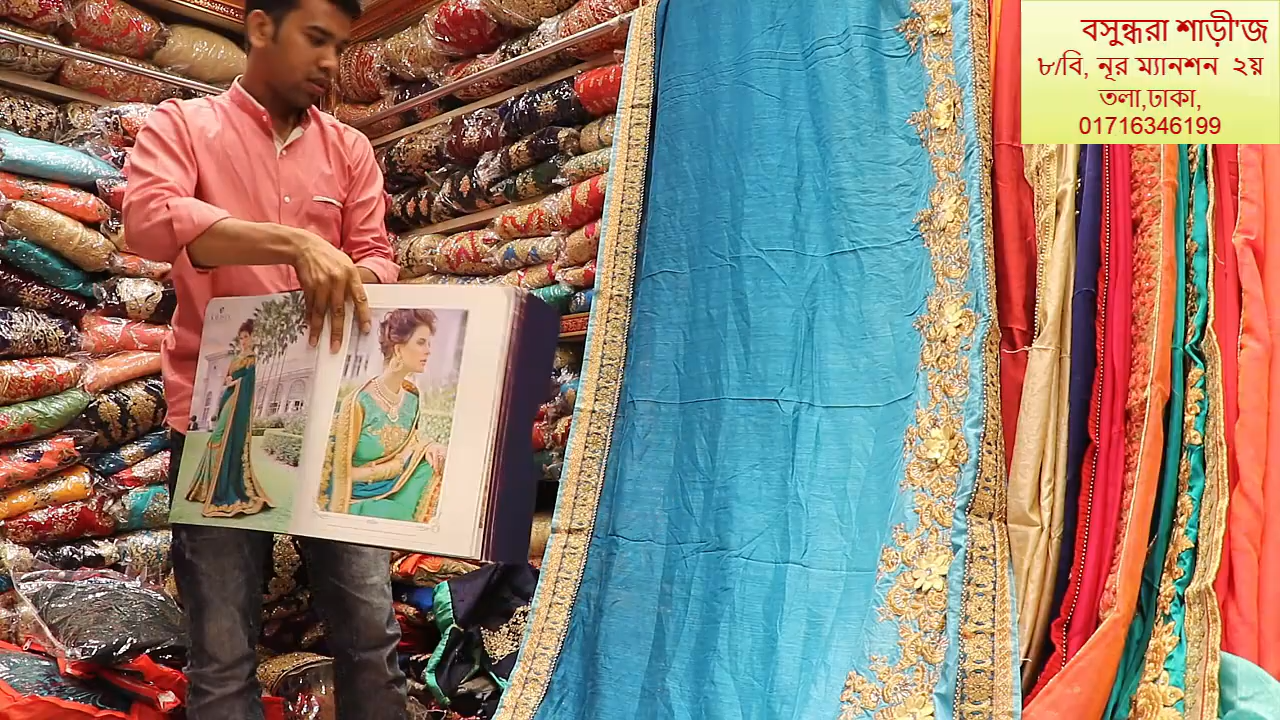 বসুন্ধরা শাড়ী'জ
৮/বি, নূর ম্যানশন ২য়
তলা,ঢাকা,
01716346199